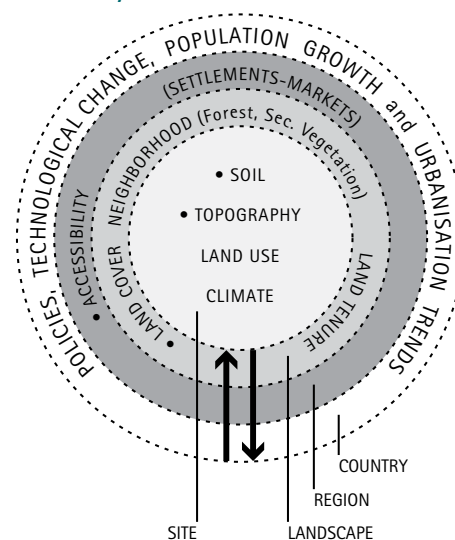 POLICIES, TECHNOLOGICAL CHANGE, POPULATION GROWTH and URBANISATION TRENDS
• ACCESSIBILITY (SETTLEMENTS-MARKETS)
• LAND COVER NEIGHBORHOOD (Forest, Sec. Vegetation) LAND TENURE
• SOIL
• TOPOGRAPHY
LAND USE
CLIMATE
COUNTRY
REGION
SITE LANDSCAPE